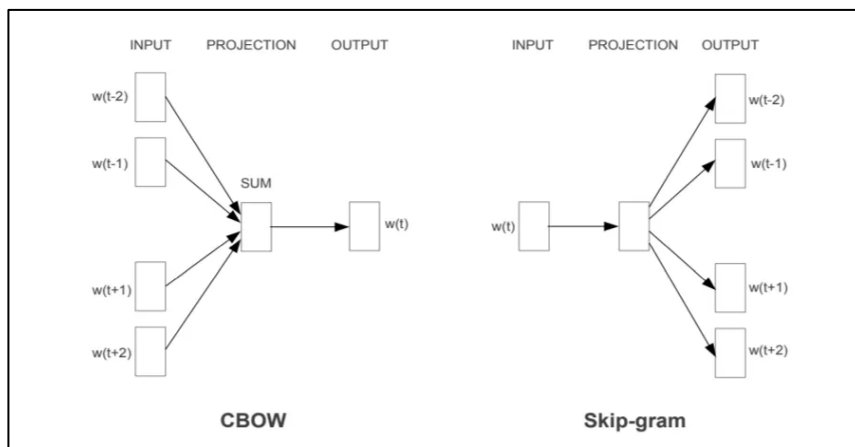 INPUT PROJECTION OUTPUT
w(t-2)
w(t-1)
SUM
w(t)
w(t+1)
w(t+2)
CBOW
INPUT PROJECTION OUTPUT
w(t-2)
w(t-1)
w(t)
w(t+1)
w(t+2)
Skip-gram